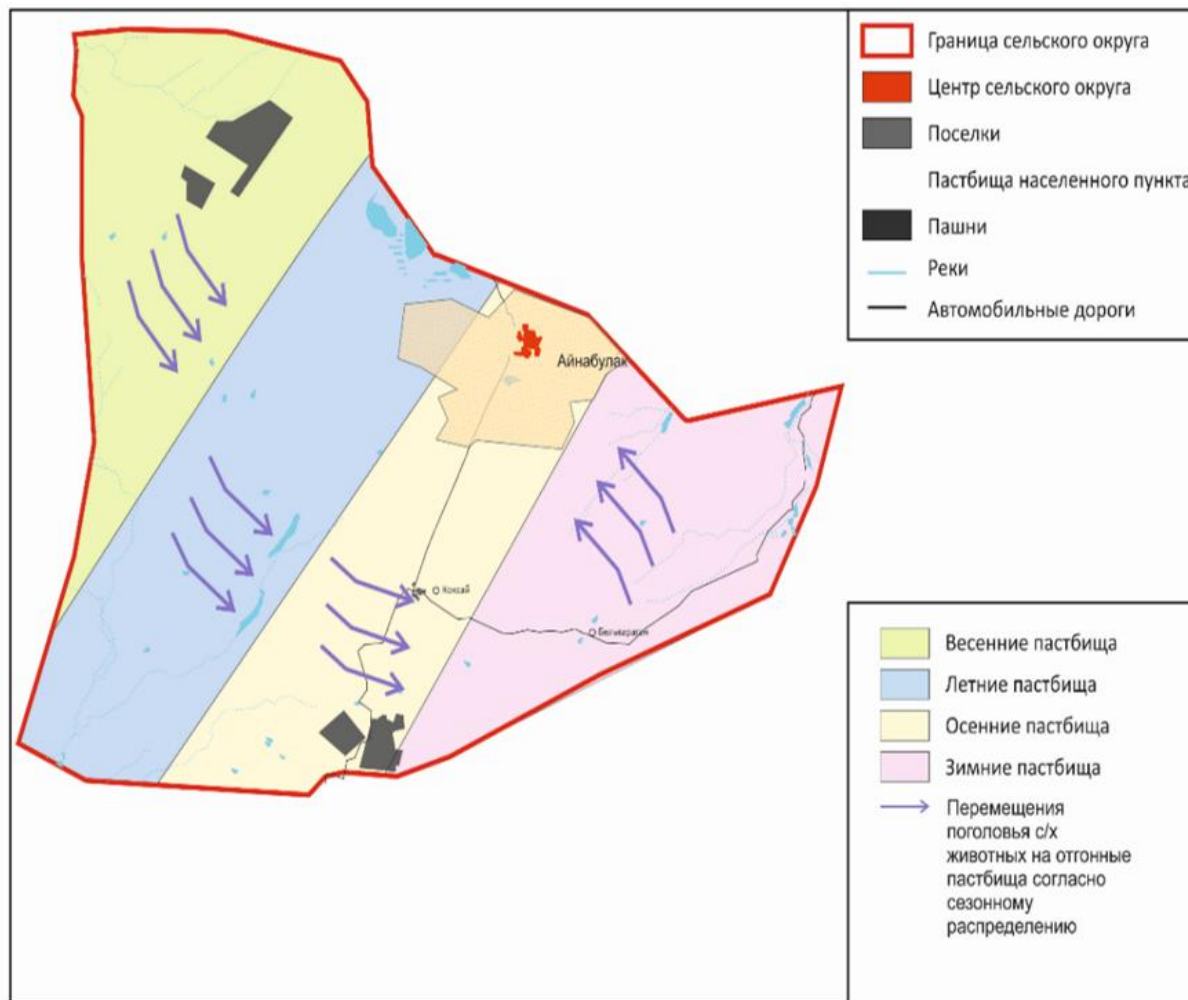 Граница сельского округа
Центр сельского округа
Поселки
Пастбища населенного пункта
Пашни
Реки
Автомобильные дороги
Айнабулак
Коксай
Весенние пастбища
Летние пастбища
Осенние пастбища
Зимние пастбища
Перемещения
поголовья с/х
животных на отгонные
пастбища согласно
сезонному
распределению